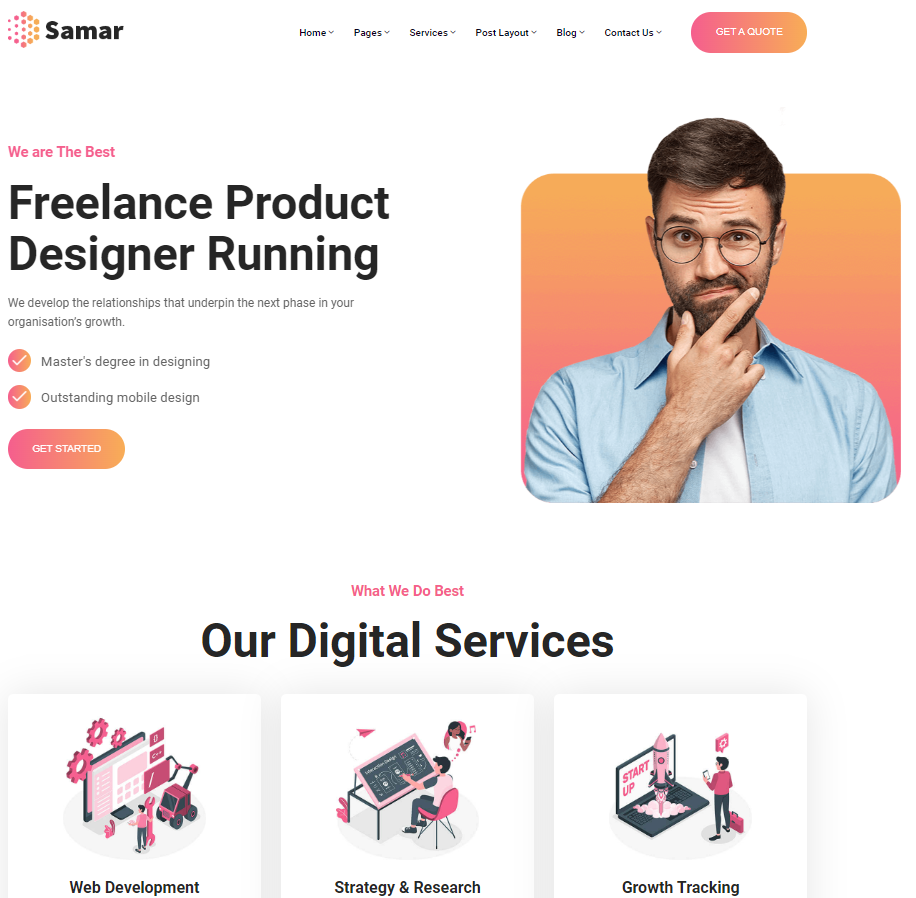 Samar
Home
Pages
Services
Post Layout
Blog
Contact Us
GET A QUOTE
We are The Best
Freelance Product
Designer Running
We develop the relationships that underpin the next phase in your
organisation's growth.
Master's degree in designing
Outstanding mobile design
GET STARTED
What We Do Best
Our Digital Services
C++
START
UP
Web Development
Strategy & Research
Growth Tracking